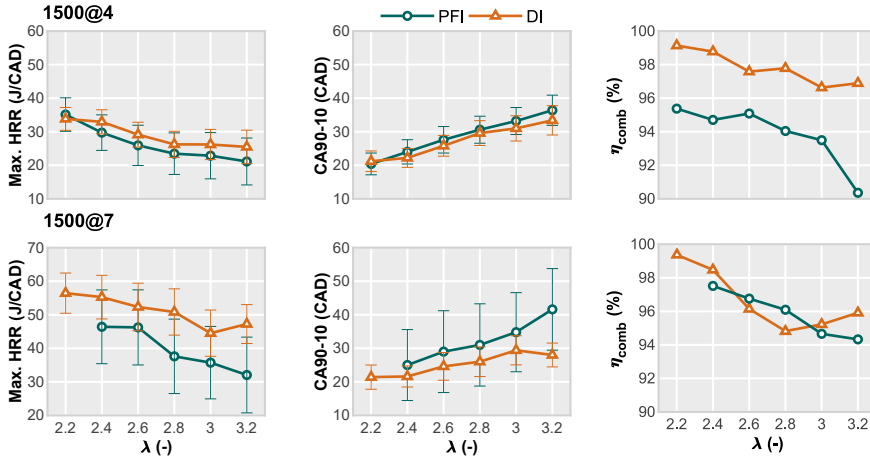 1500@4
PFI DI
Max. HRR (J/CAD)
60
50
40
30
20
10
CA90-10 (CAD)
60
50
40
30
20
10
ηcomb (%)
100
98
96
94
92
90
1500@7
Max. HRR (J/CAD)
70
60
50
40
30
20
2.2 2.4 2.6 2.8 3 3.2
λ (-)
CA90-10 (CAD)
60
50
40
30
20
10
2.2 2.4 2.6 2.8 3 3.2
λ (-)
ηcomb (%)
100
98
96
94
92
90
2.2 2.4 2.6 2.8 3 3.2
λ (-)